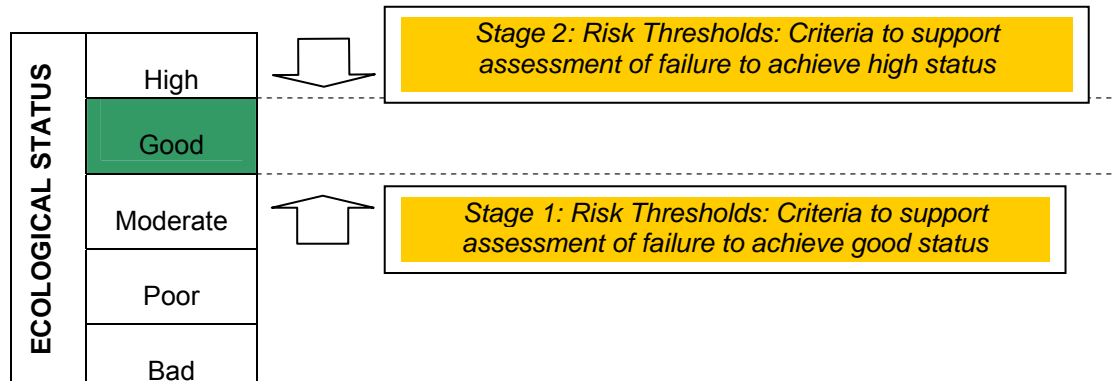 ECOLOGICAL STATUS
High
Good
Moderate
Poor
Bad
Stage 2: Risk Thresholds: Criteria to support
assessment of failure to achieve high status
Stage 1: Risk Thresholds: Criteria to support
assessment of failure to achieve good status